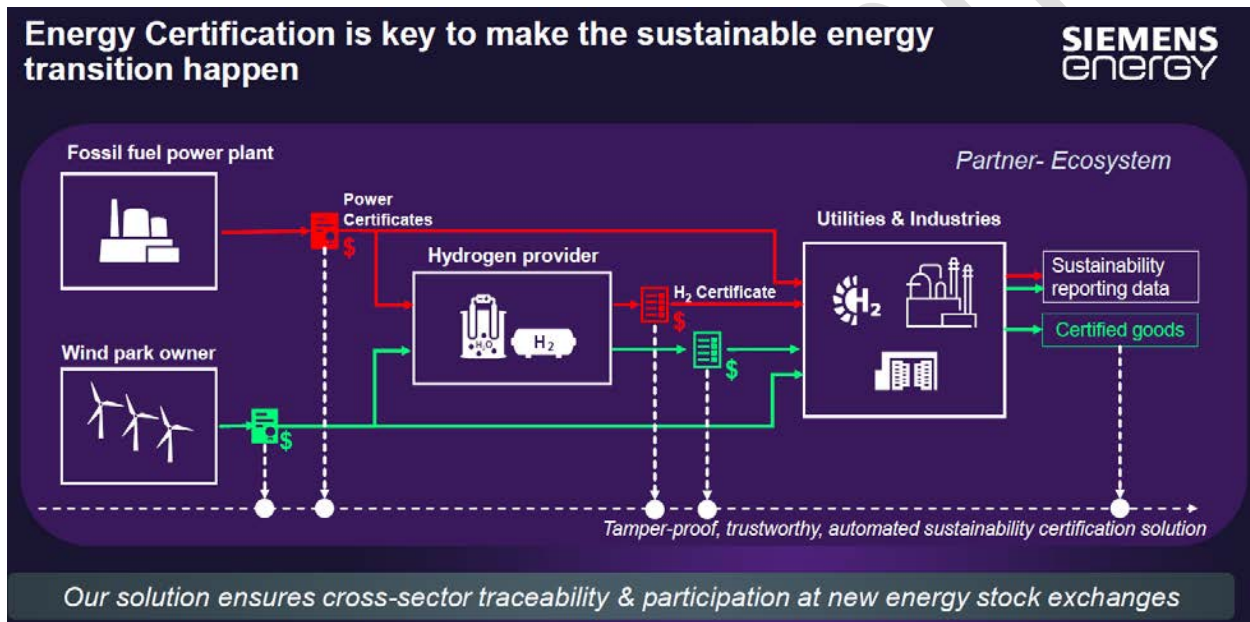 Energy Certification is key to make the sustainable energy
transition happen
SIEMENS
energy
Fossil fuel power plant
Partner- Ecosystem
Power
Certificates
$
Utilities & Industries
Hydrogen provider
H₂ Certificate
$
Sustainability
reporting data
H₂
H₂O
H₂
Certified goods
Wind park owner
$
$
Tamper-proof, trustworthy, automated sustainability certification solution
Our solution ensures cross-sector traceability & participation at new energy stock exchanges